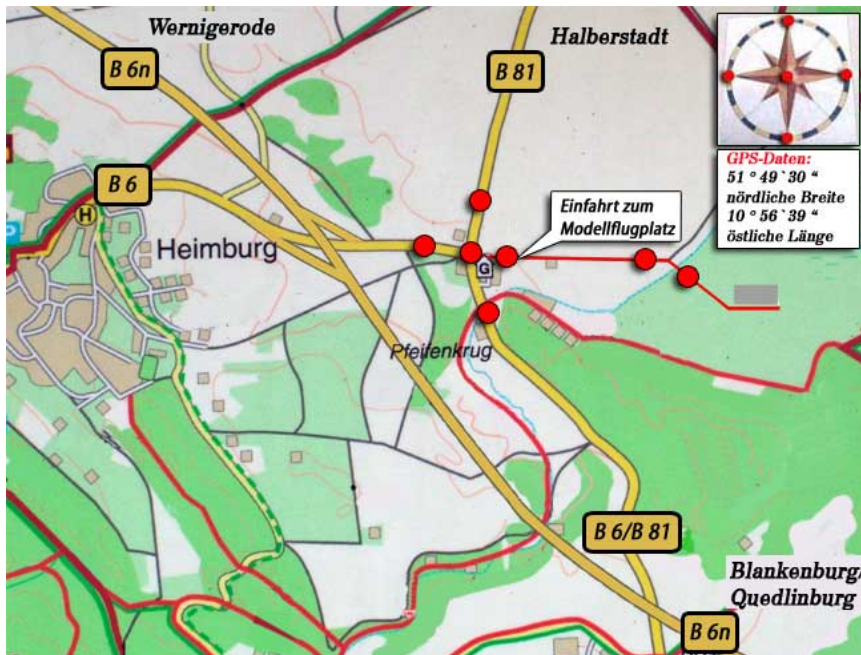 Wernigerode
Halberstadt
B 6n
B 81
GPS-Daten:
51 ° 49 ` 30 “
nördliche Breite
10 ° 56 ` 39 “
östliche Länge
B 6
H
Einfahrt zum
Modellflugplatz
Heimburg
G
Pfeifenkrug
B 6/B 81
Blankenburg/
Quedlinburg
B 6n